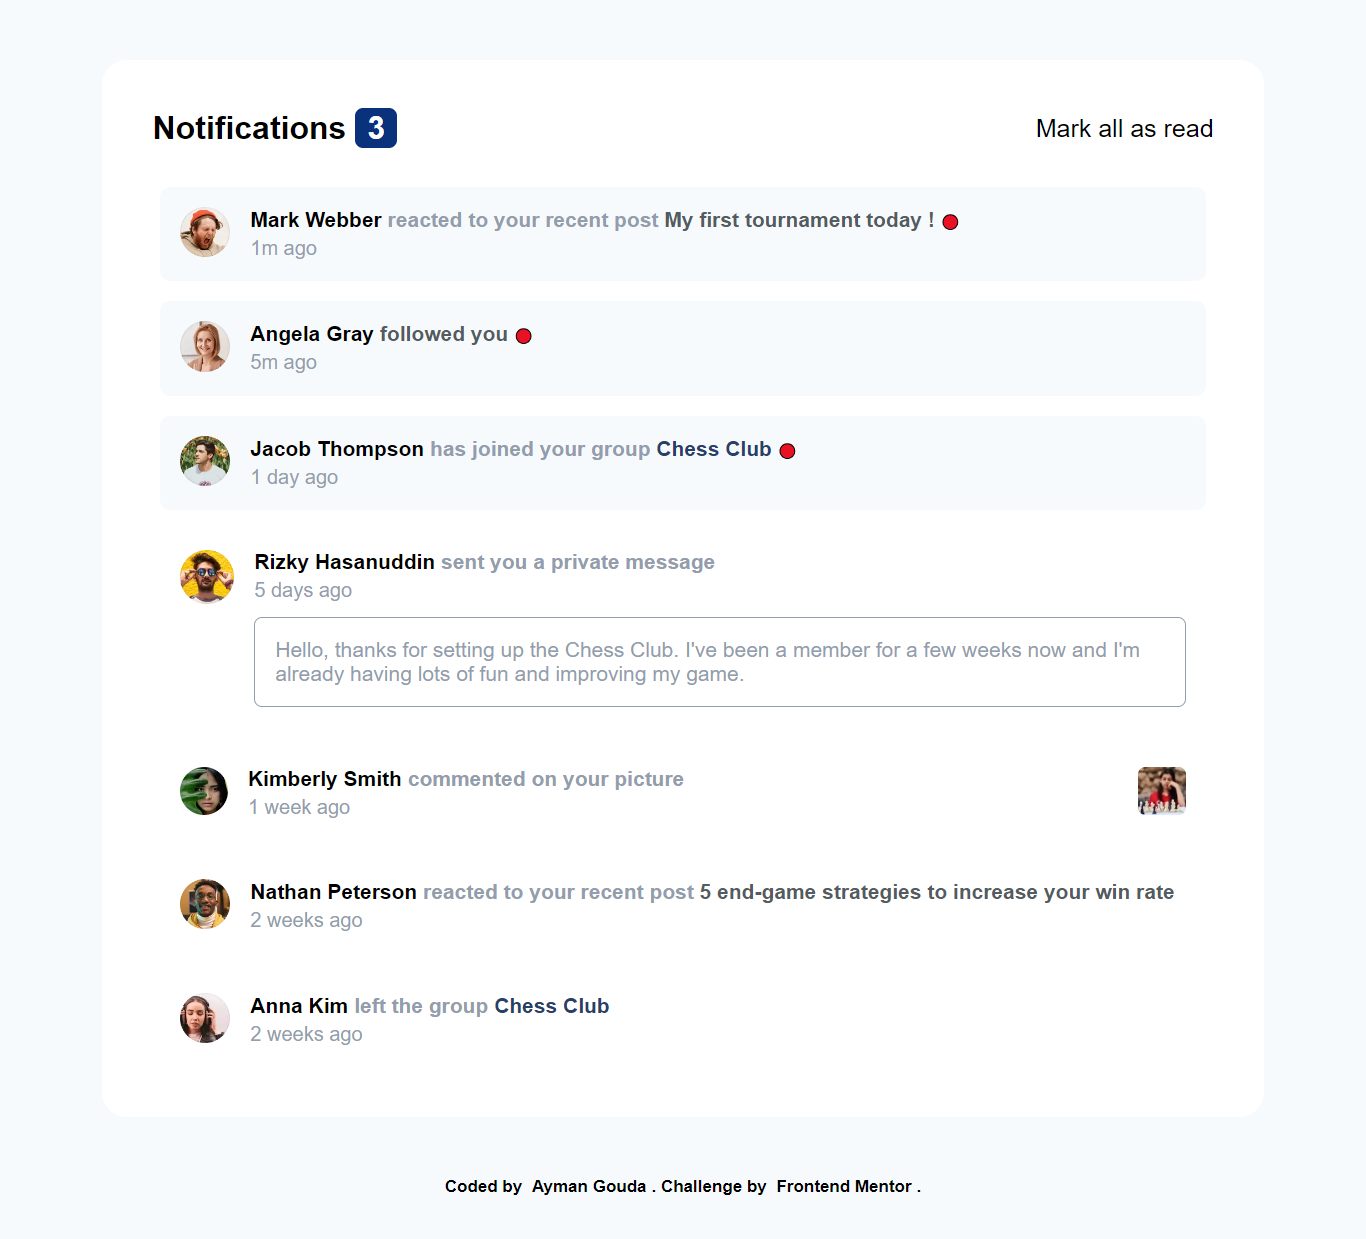 Notifications 3
Mark all as read
Mark Webber reacted to your recent post My first tournament today !
1m ago
Angela Gray followed you
5m ago
Jacob Thompson has joined your group Chess Club
1 day ago
Rizky Hasanuddin sent you a private message
5 days ago
Hello, thanks for setting up the Chess Club. I've been a member for a few weeks now and I'm
already having lots of fun and improving my game.
Kimberly Smith commented on your picture
1 week ago
Nathan Peterson reacted to your recent post 5 end-game strategies to increase your win rate
2 weeks ago
Anna Kim left the group Chess Club
2 weeks ago
Coded by Ayman Gouda . Challenge by Frontend Mentor .